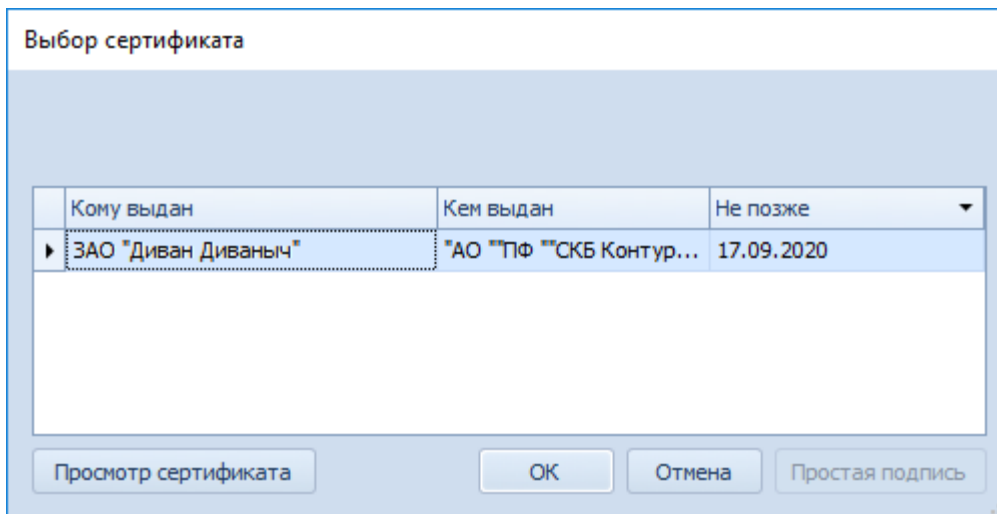 Выбор сертификата
Кому выдан Кем выдан Не позже
ЗАО "Диван Диваныч" "АО ""ПФ ""СКБ Контур... 17.09.2020
Просмотр сертификата ОК Отмена Простая подпись